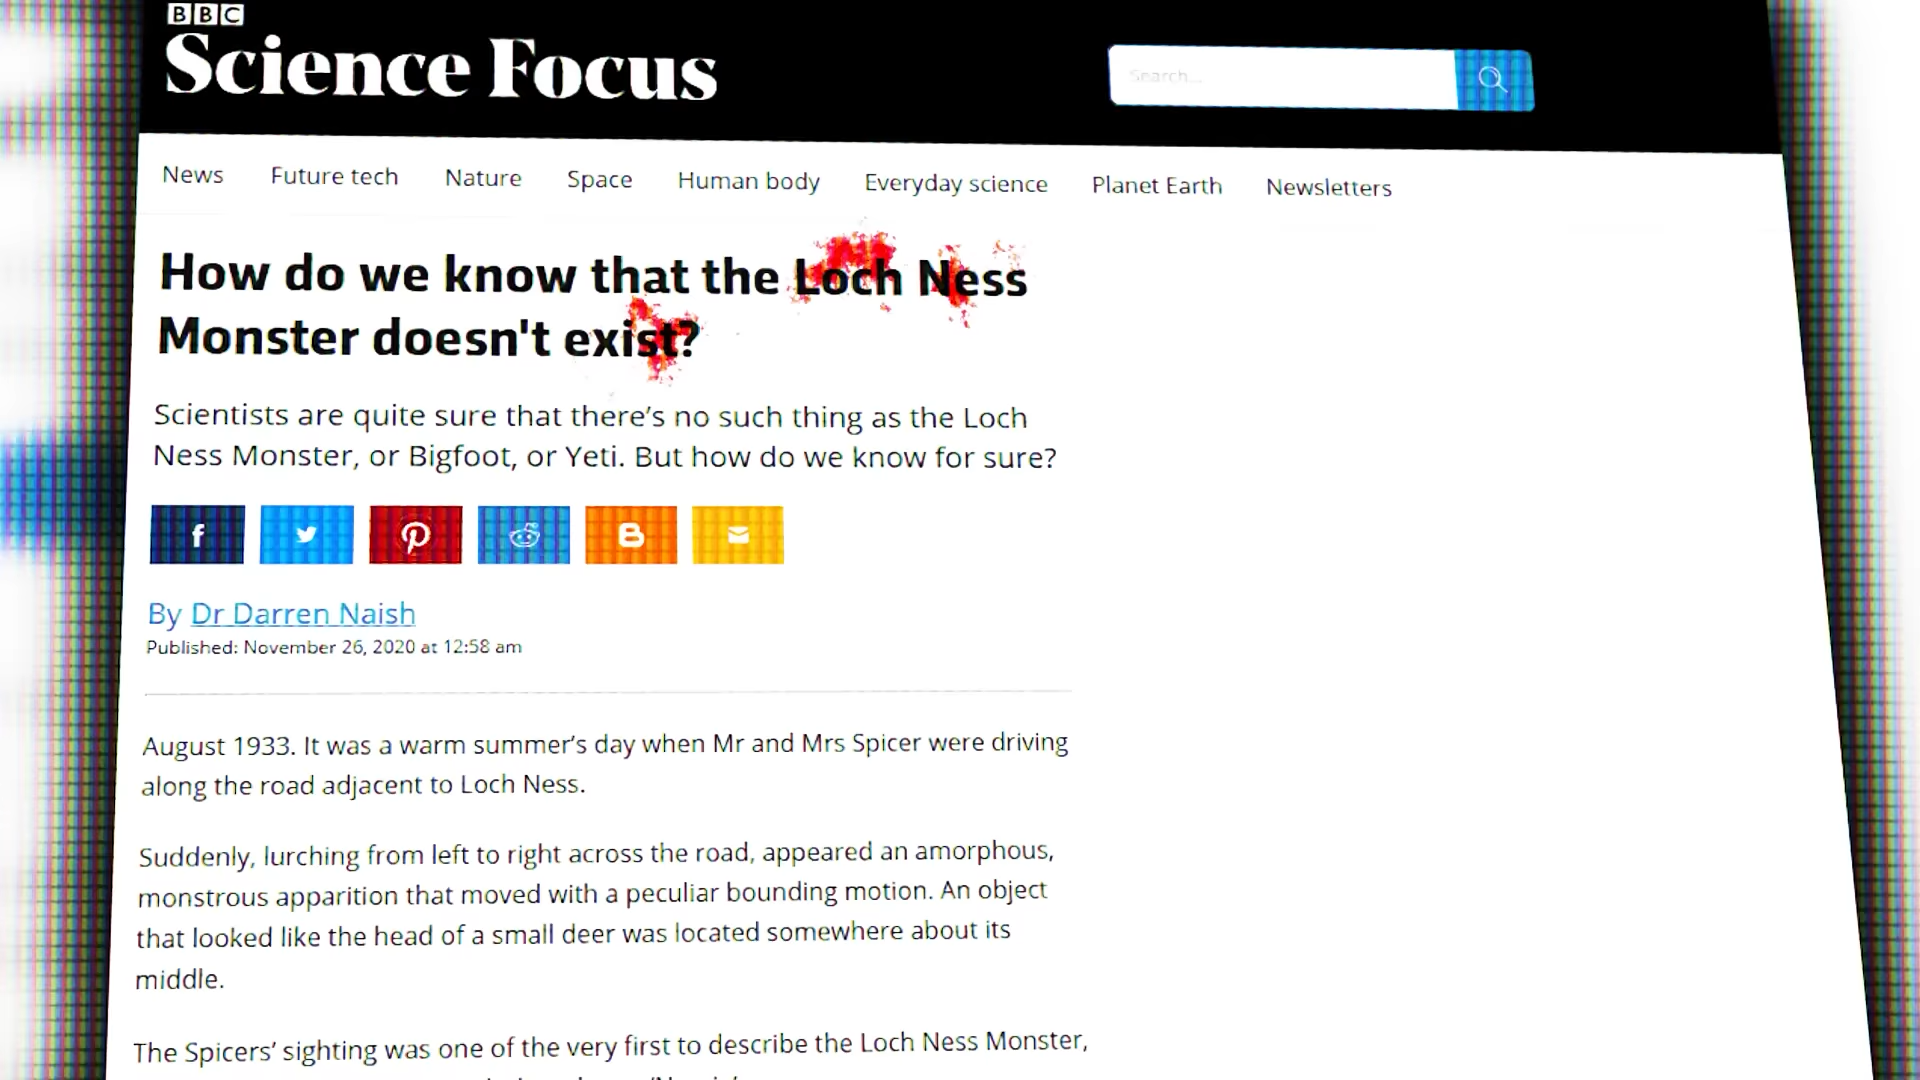 BBC
Science Focus
Search...
News Future tech Nature Space Human body Everyday science Planet Earth Newsletters
How do we know that the Loch Ness
Monster doesn't exist?
Scientists are quite sure that there's no such thing as the Loch
Ness Monster, or Bigfoot, or Yeti. But how do we know for sure?
By Dr Darren Naish
Published: November 26, 2020 at 12:58 am
August 1933. It was a warm summer's day when Mr and Mrs Spicer were driving
along the road adjacent to Loch Ness.
Suddenly, lurching from left to right across the road, appeared an amorphous,
monstrous apparition that moved with a peculiar bounding motion. An object
that looked like the head of a small deer was located somewhere about its
middle.
The Spicers' sighting was one of the very first to describe the Loch Ness Monster,